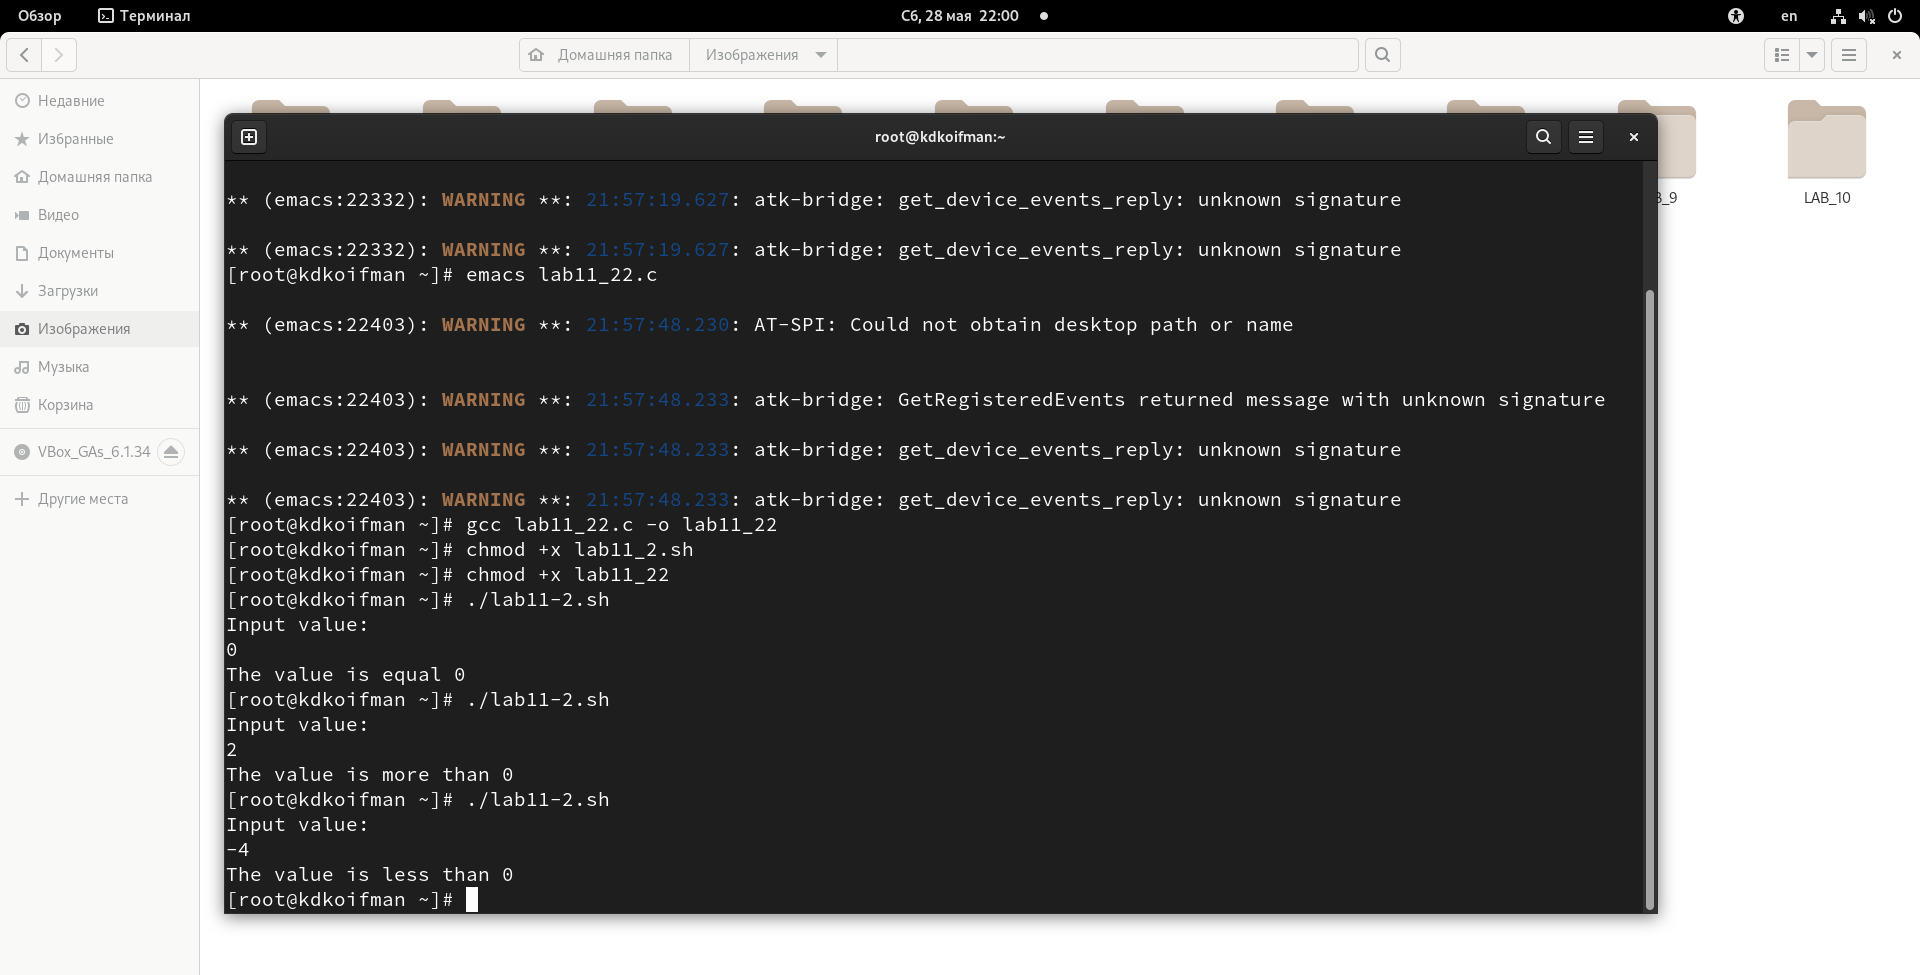 Обзор
Терминал
Сб, 28 мая 22:00
en
Домашняя папка
Изображения
Недавние
Избранные
Домашняя папка
Видео
Документы
Загрузки
Изображения
Музыка
Корзина
VBox_GAs_6.1.34
Другие места
B_9
LAB_10
root@kdkoifman:~
** (emacs:22332): WARNING **: 21:57:19.627: atk-bridge: get_device_events_reply: unknown signature
** (emacs:22332): WARNING **: 21:57:19.627: atk-bridge: get_device_events_reply: unknown signature
[root@kdkoifman ~]# emacs lab11_22.c
** (emacs:22403): WARNING **: 21:57:48.230: AT-SPI: Could not obtain desktop path or name
** (emacs:22403): WARNING **: 21:57:48.233: atk-bridge: GetRegisteredEvents returned message with unknown signature
** (emacs:22403): WARNING **: 21:57:48.233: atk-bridge: get_device_events_reply: unknown signature
** (emacs:22403): WARNING **: 21:57:48.233: atk-bridge: get_device_events_reply: unknown signature
[root@kdkoifman ~]# gcc lab11_22.c -o lab11_22
[root@kdkoifman ~]# chmod +x lab11_2.sh
[root@kdkoifman ~]# chmod +x lab11_22
[root@kdkoifman ~]# ./lab11-2.sh
Input value:
0
The value is equal 0
[root@kdkoifman ~]# ./lab11-2.sh
Input value:
2
The value is more than 0
[root@kdkoifman ~]# ./lab11-2.sh
Input value:
-4
The value is less than 0
[root@kdkoifman ~]#